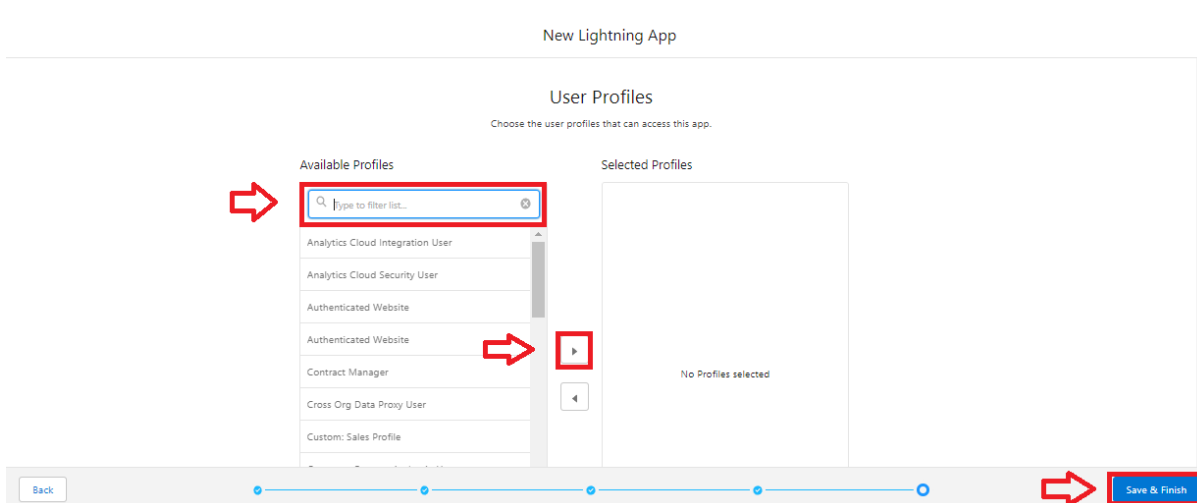 New Lightning App
User Profiles
Choose the user profiles that can access this app.
Available Profiles
Selected Profiles
Type to filter list...
Analytics Cloud Integration User
Analytics Cloud Security User
Authenticated Website
Authenticated Website
Contract Manager
Cross Org Data Proxy User
Custom: Sales Profile
No Profiles selected
Back
Save & Finish